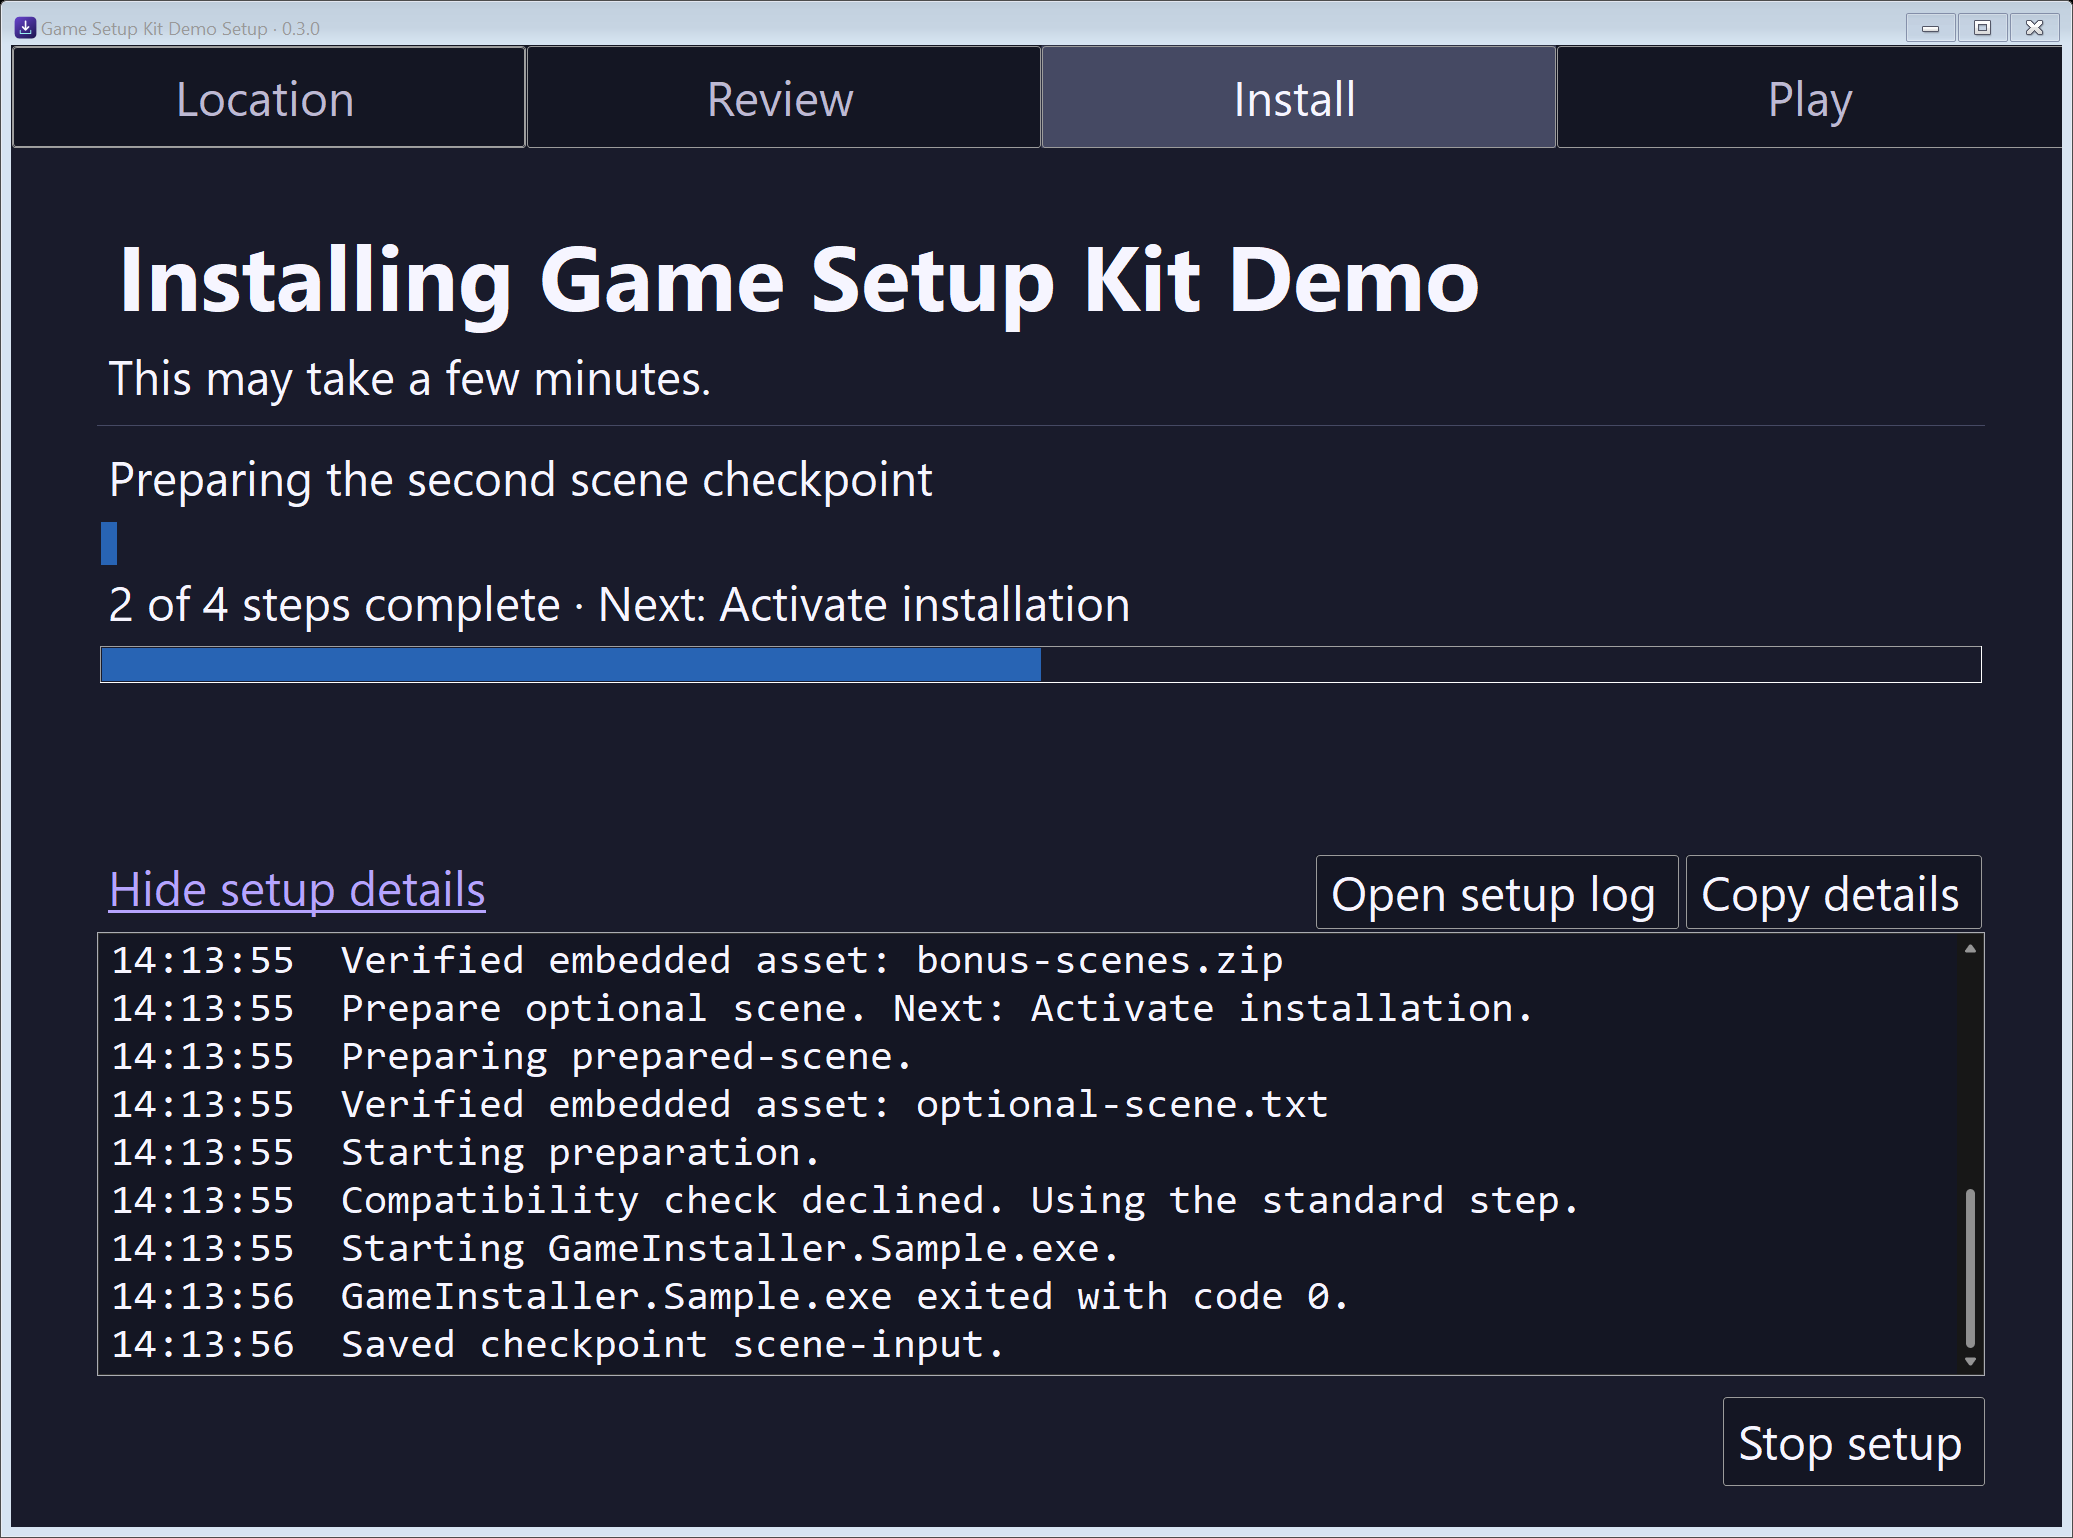 Game Setup Kit Demo Setup · 0.3.0
Location
Review
Install
Play
Installing Game Setup Kit Demo
This may take a few minutes.
Preparing the second scene checkpoint
2 of 4 steps complete · Next: Activate installation
Hide setup details
Open setup log
Copy details
14:13:55  Verified embedded asset: bonus-scenes.zip
14:13:55  Prepare optional scene. Next: Activate installation.
14:13:55  Preparing prepared-scene.
14:13:55  Verified embedded asset: optional-scene.txt
14:13:55  Starting preparation.
14:13:55  Compatibility check declined. Using the standard step.
14:13:55  Starting GameInstaller.Sample.exe.
14:13:56  GameInstaller.Sample.exe exited with code 0.
14:13:56  Saved checkpoint scene-input.
Stop setup